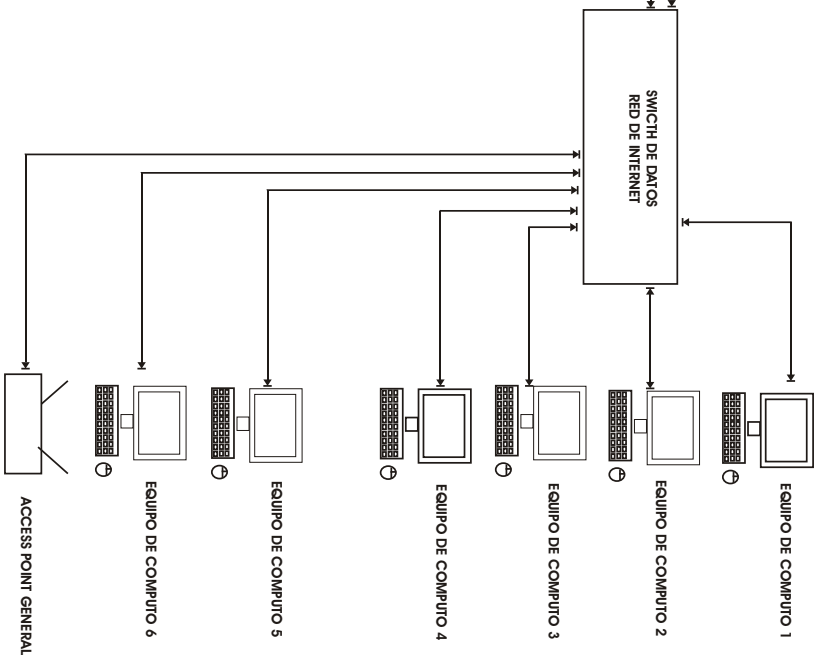 SWICTH DE DATOS
RED DE INTERNET
EQUIPO DE COMPUTO 1
EQUIPO DE COMPUTO 2
EQUIPO DE COMPUTO 3
EQUIPO DE COMPUTO 4
EQUIPO DE COMPUTO 5
EQUIPO DE COMPUTO 6
ACCESS POINT GENERAL